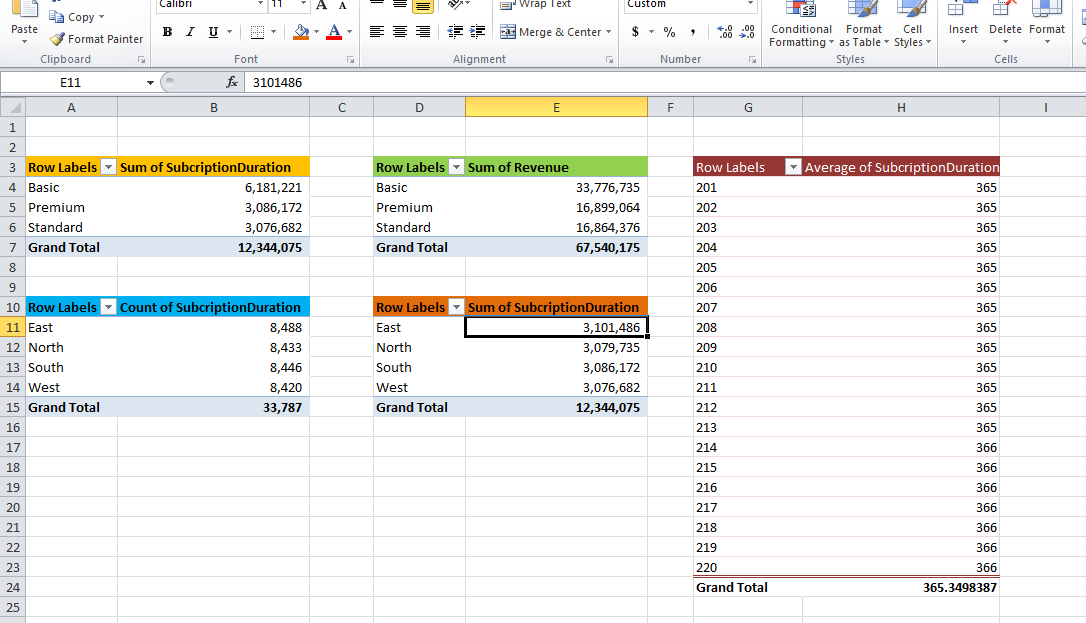 Calibri 11 A A Wrap Text Custom
Copy
Paste Format Painter B I U A Merge & Center $ % , Conditional Formatting Format as Table Cell Styles Insert Delete Format
Clipboard Font Alignment Number Styles Cells
E11 fx 3101486
A B C D E F G H I
1
2
3 Row Labels Sum of SubcriptionDuration Row Labels Sum of Revenue Row Labels Average of SubcriptionDuration
4 Basic 6,181,221 Basic 33,776,735 201 365
5 Premium 3,086,172 Premium 16,899,064 202 365
6 Standard 3,076,682 Standard 16,864,376 203 365
7 Grand Total 12,344,075 Grand Total 67,540,175 204 365
8 205 365
9 206 365
10 Row Labels Count of SubcriptionDuration Row Labels Sum of SubcriptionDuration 207 365
11 East 8,488 East 3,101,486 208 365
12 North 8,433 North 3,079,735 209 365
13 South 8,446 South 3,086,172 210 365
14 West 8,420 West 3,076,682 211 365
15 Grand Total 33,787 Grand Total 12,344,075 212 365
16 213 365
17 214 366
18 215 366
19 216 366
20 217 366
21 218 366
22 219 366
23 220 366
24 Grand Total 365.3498387
25